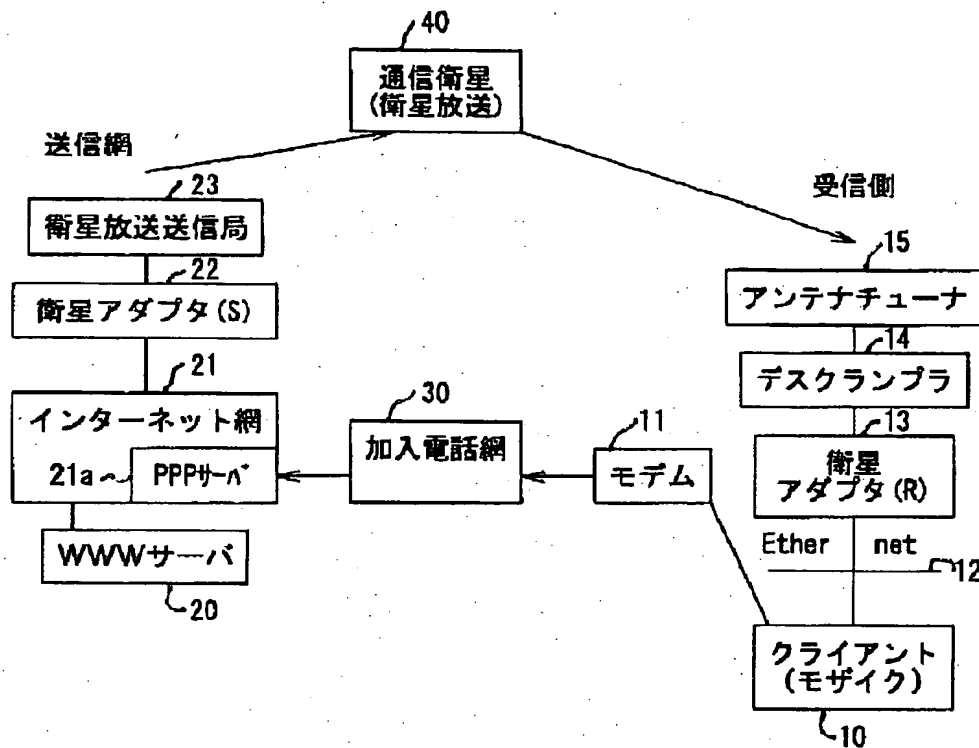 40
通信衛星
(衛星放送)
送信網
受信側
23
衛星放送送信局
15
アンテナチューナ
22
衛星アダプタ(S)
14
デスクランブラ
21
インターネット網
21a
PPPサーバ
30
加入電話網
11
モデム
13
衛星
アダプタ(R)
Ether net
12
WWWサーバ
20
クライアント
(モザイク)
10